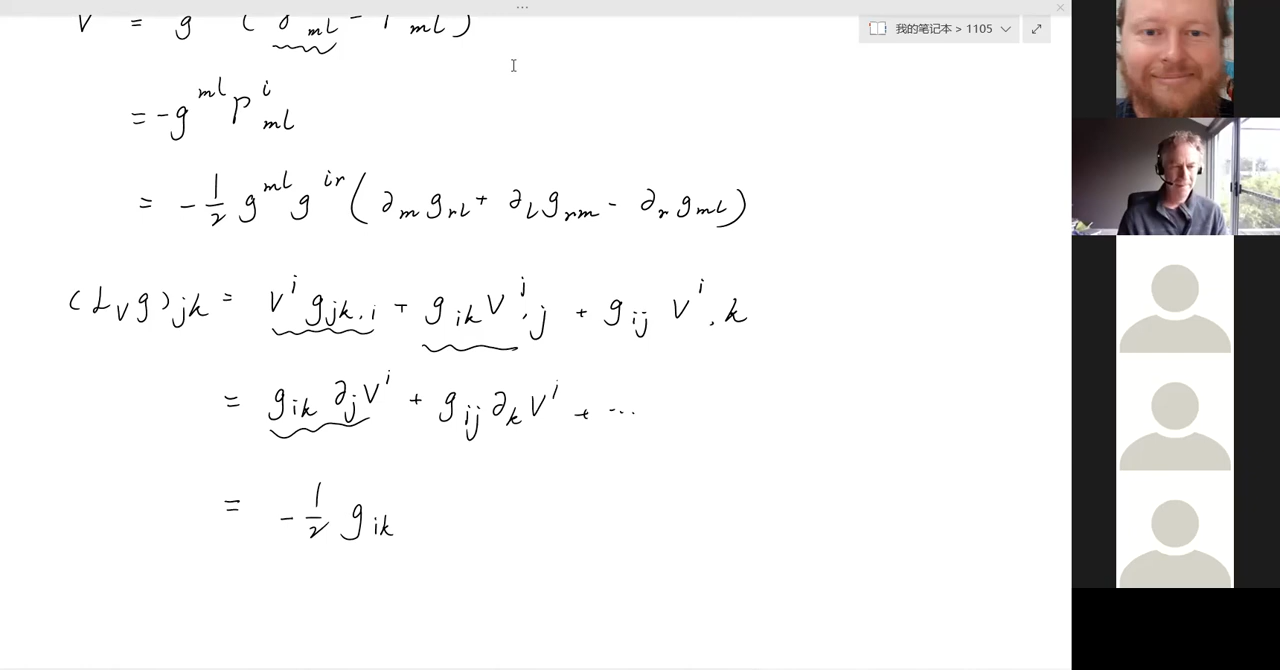 我的笔记本 > 1105
= -g^{ml} Γ^i_{ml}
= -\frac{1}{2} g^{ml} g^{ir} ( ∂_m g_{rl} + ∂_l g_{rm} - ∂_r g_{ml} )
(L_V g)_{jk} = V^i g_{jk,i} + g_{ik} V^i_{,j} + g_{ij} V^i_{,k}
= g_{ik} ∂_j V^i + g_{ij} ∂_k V^i + ...
= -\frac{1}{2} g_{ik}